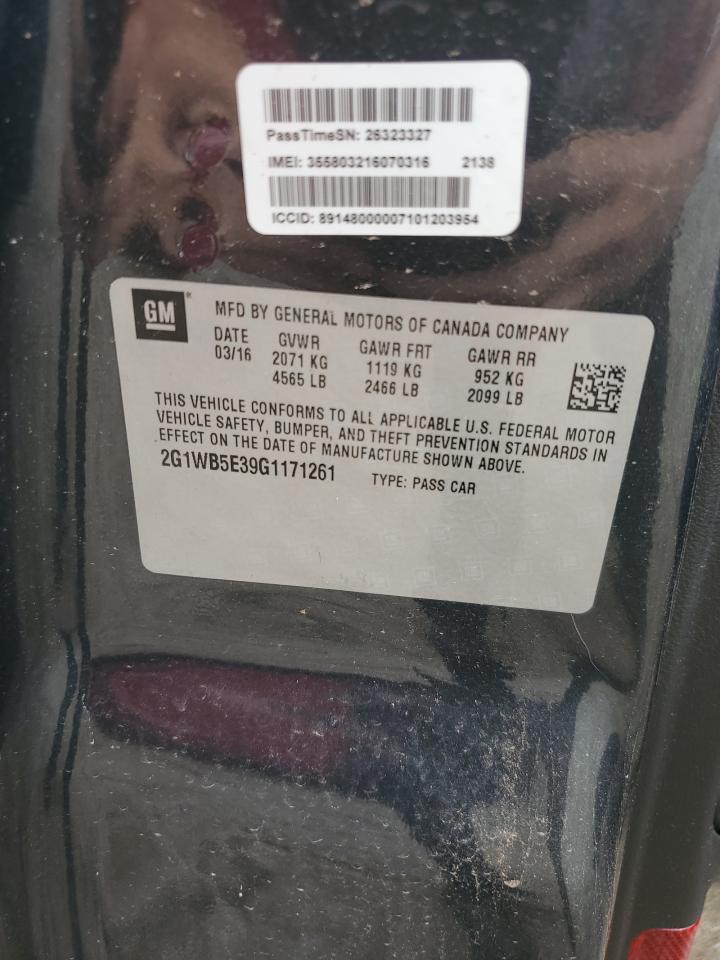 PassTimeSN: 26323327
IMEI: 355803216070316 2138
ICCID: 89148000007101203954
GM
MFD BY GENERAL MOTORS OF CANADA COMPANY
DATE GVWR GAWR FRT GAWR RR
03/16 2071 KG 1119 KG 952 KG
4565 LB 2466 LB 2099 LB
THIS VEHICLE CONFORMS TO ALL APPLICABLE U.S. FEDERAL MOTOR
VEHICLE SAFETY, BUMPER, AND THEFT PREVENTION STANDARDS IN
EFFECT ON THE DATE OF MANUFACTURE SHOWN ABOVE.
2G1WB5E39G1171261 TYPE: PASS CAR